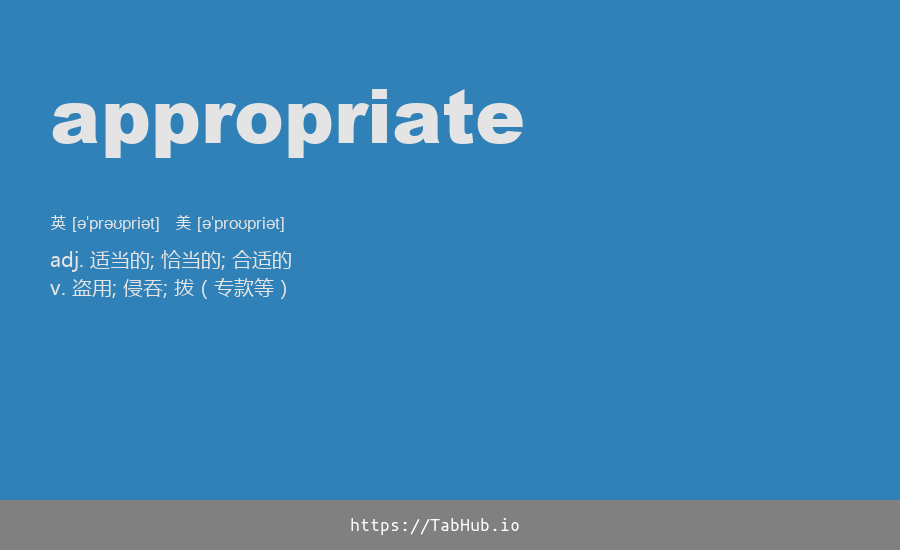 appropriate
英 [əˈprəʊpriət] 美 [əˈproʊpriət]
adj. 适当的; 恰当的; 合适的
v. 盗用; 侵吞; 拨（专款等）
https://TabHub.io